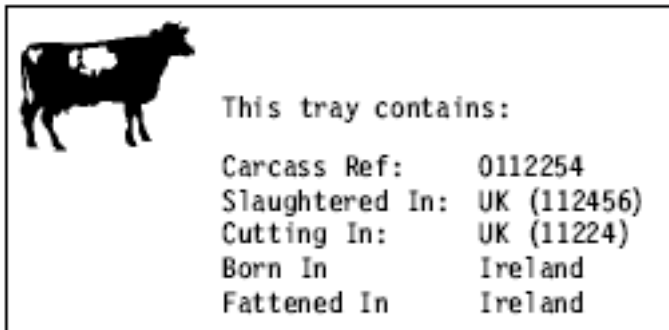 This tray contains:
Carcass Ref: 0112254
Slaughtered In: UK (112456)
Cutting In: UK (11224)
Born In Ireland
Fattened In Ireland